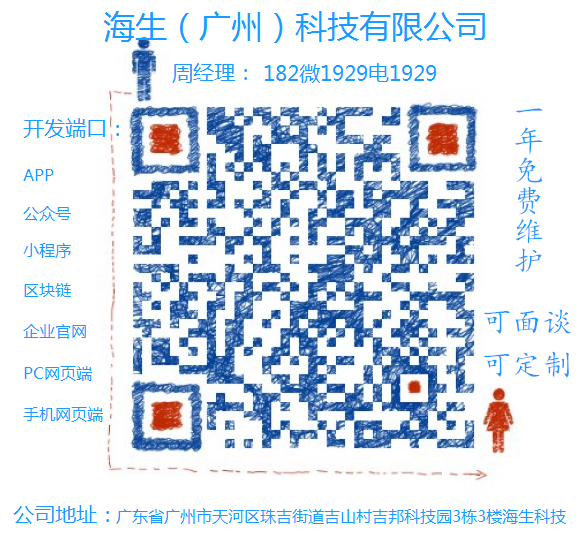 海生（广州）科技有限公司
周经理： 182微1929电1929
开发端口：
APP
公众号
小程序
区块链
企业官网
PC网页端
手机网页端
一年免费维护
可面谈
可定制
公司地址：广东省广州市天河区珠吉街道吉山村吉邦科技园3栋3楼海生科技